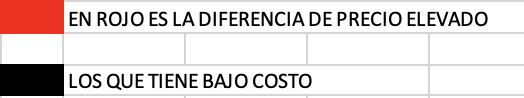 EN ROJO ES LA DIFERENCIA DE PRECIO ELEVADO
LOS QUE TIENE BAJO COSTO